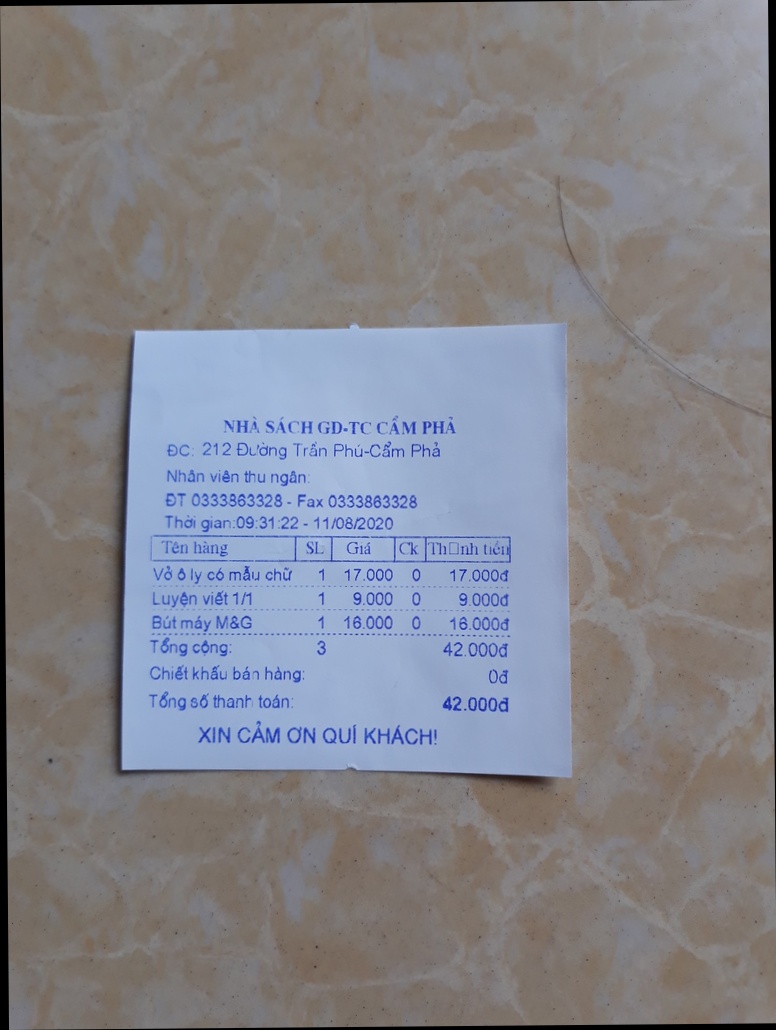 NHÀ SÁCH GD-TC CẨM PHẢ
ĐC: 212 Đường Trần Phú-Cẩm Phả
Nhân viên thu ngân:
ĐT 0333863328 - Fax 0333863328
Thời gian:09:31:22 - 11/08/2020
Tên hàng SL Giá Ck Th□nh tiền
Vở ô ly có mẫu chữ 1 17.000 0 17.000đ
Luyện viết 1/1 1 9.000 0 9.000đ
Bút máy M&G 1 16.000 0 16.000đ
Tổng cộng: 3 42.000đ
Chiết khấu bán hàng: 0đ
Tổng số thanh toán: 42.000đ
XIN CẢM ƠN QUÍ KHÁCH!